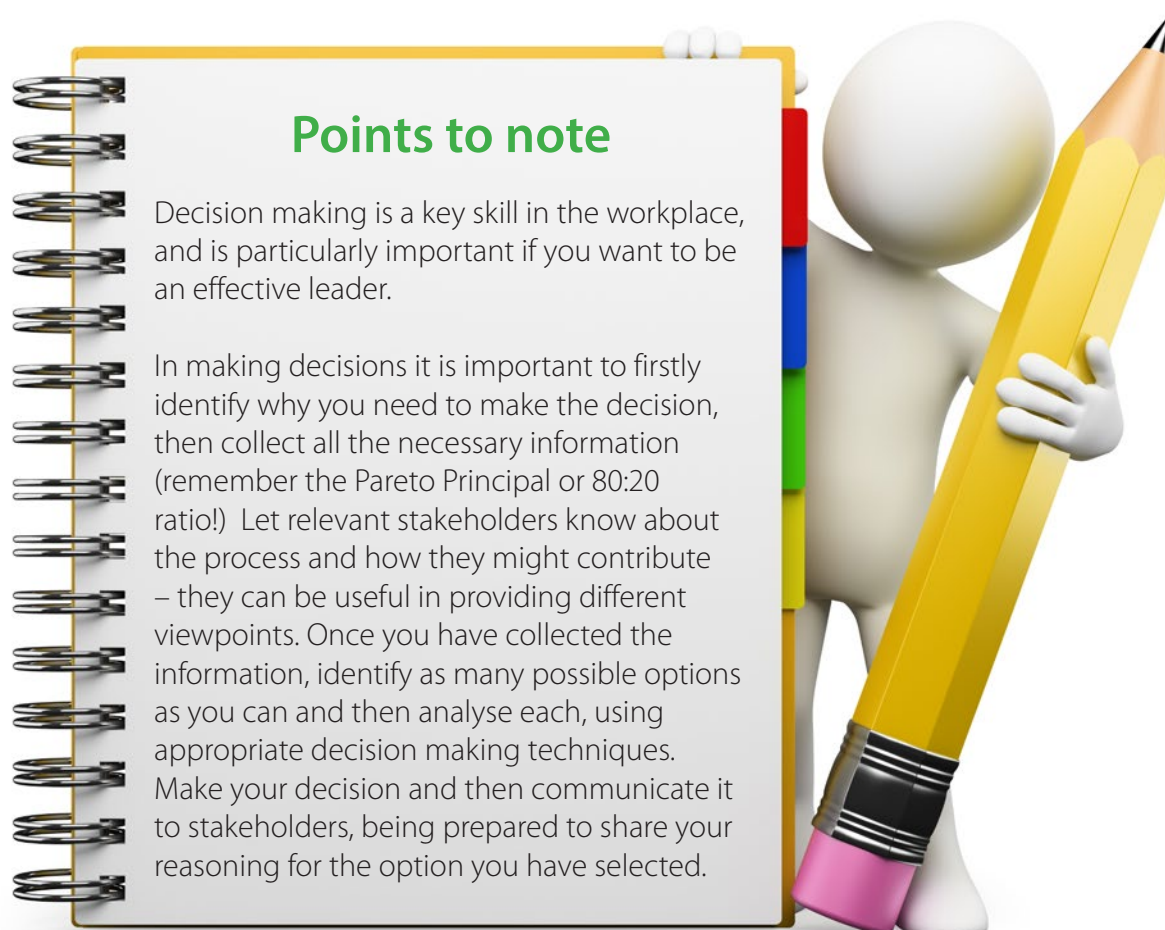 Points to note
Decision making is a key skill in the workplace,
and is particularly important if you want to be
an effective leader.
In making decisions it is important to firstly
identify why you need to make the decision,
then collect all the necessary information
(remember the Pareto Principal or 80:20
ratio!)  Let relevant stakeholders know about
the process and how they might contribute
– they can be useful in providing different
viewpoints. Once you have collected the
information, identify as many possible options
as you can and then analyse each, using
appropriate decision making techniques.
Make your decision and then communicate it
to stakeholders, being prepared to share your
reasoning for the option you have selected.